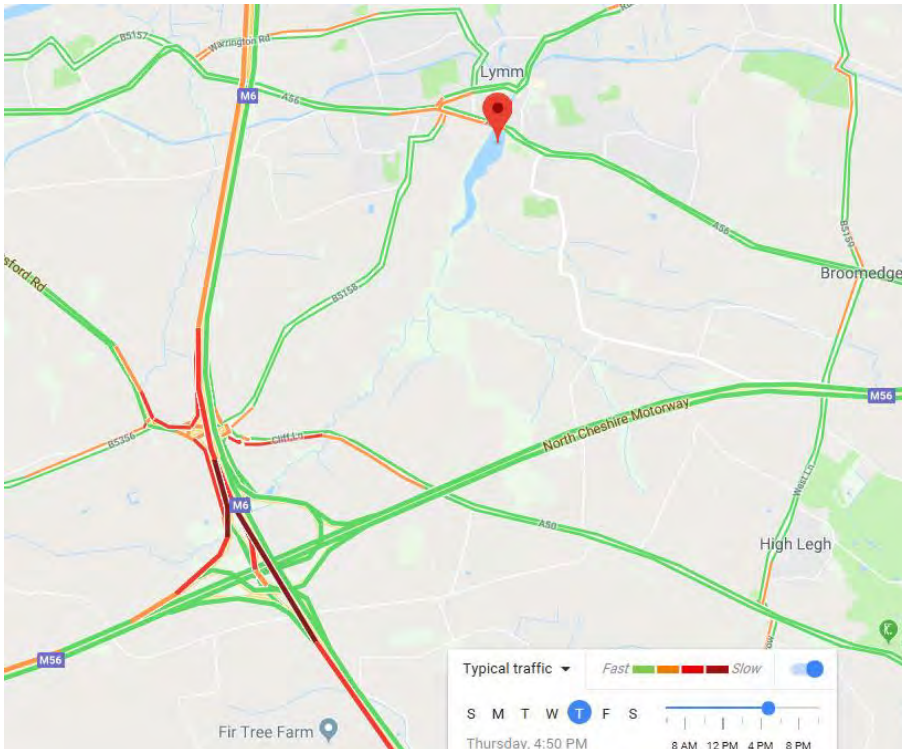 B5157
Warrington Rd
Lymm
M6
A56
sford Rd
B5158
A56
B5159
Broomedge
M56
North Cheshire Motorway
B5356
Cliff Ln
West Ln
M6
A50
High Legh
M56
Typical traffic
Fast
Slow
S M T W T F S
Fir Tree Farm
Thursday, 4:50 PM
8 AM 12 PM 4 PM 8 PM